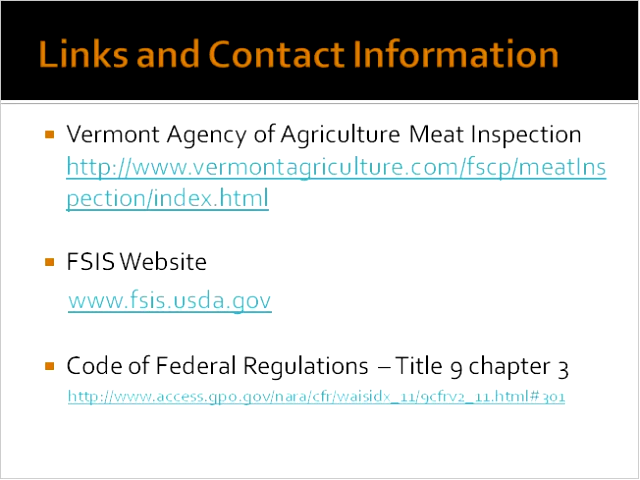 Links and Contact Information
Vermont Agency of Agriculture Meat Inspection
http://www.vermontagriculture.com/fscp/meatIns
pection/index.html
FSIS Website
www.fsis.usda.gov
Code of Federal Regulations – Title 9 chapter 3
http://www.access.gpo.gov/nara/cfr/waisidx_11/9cfrv2_11.html#301